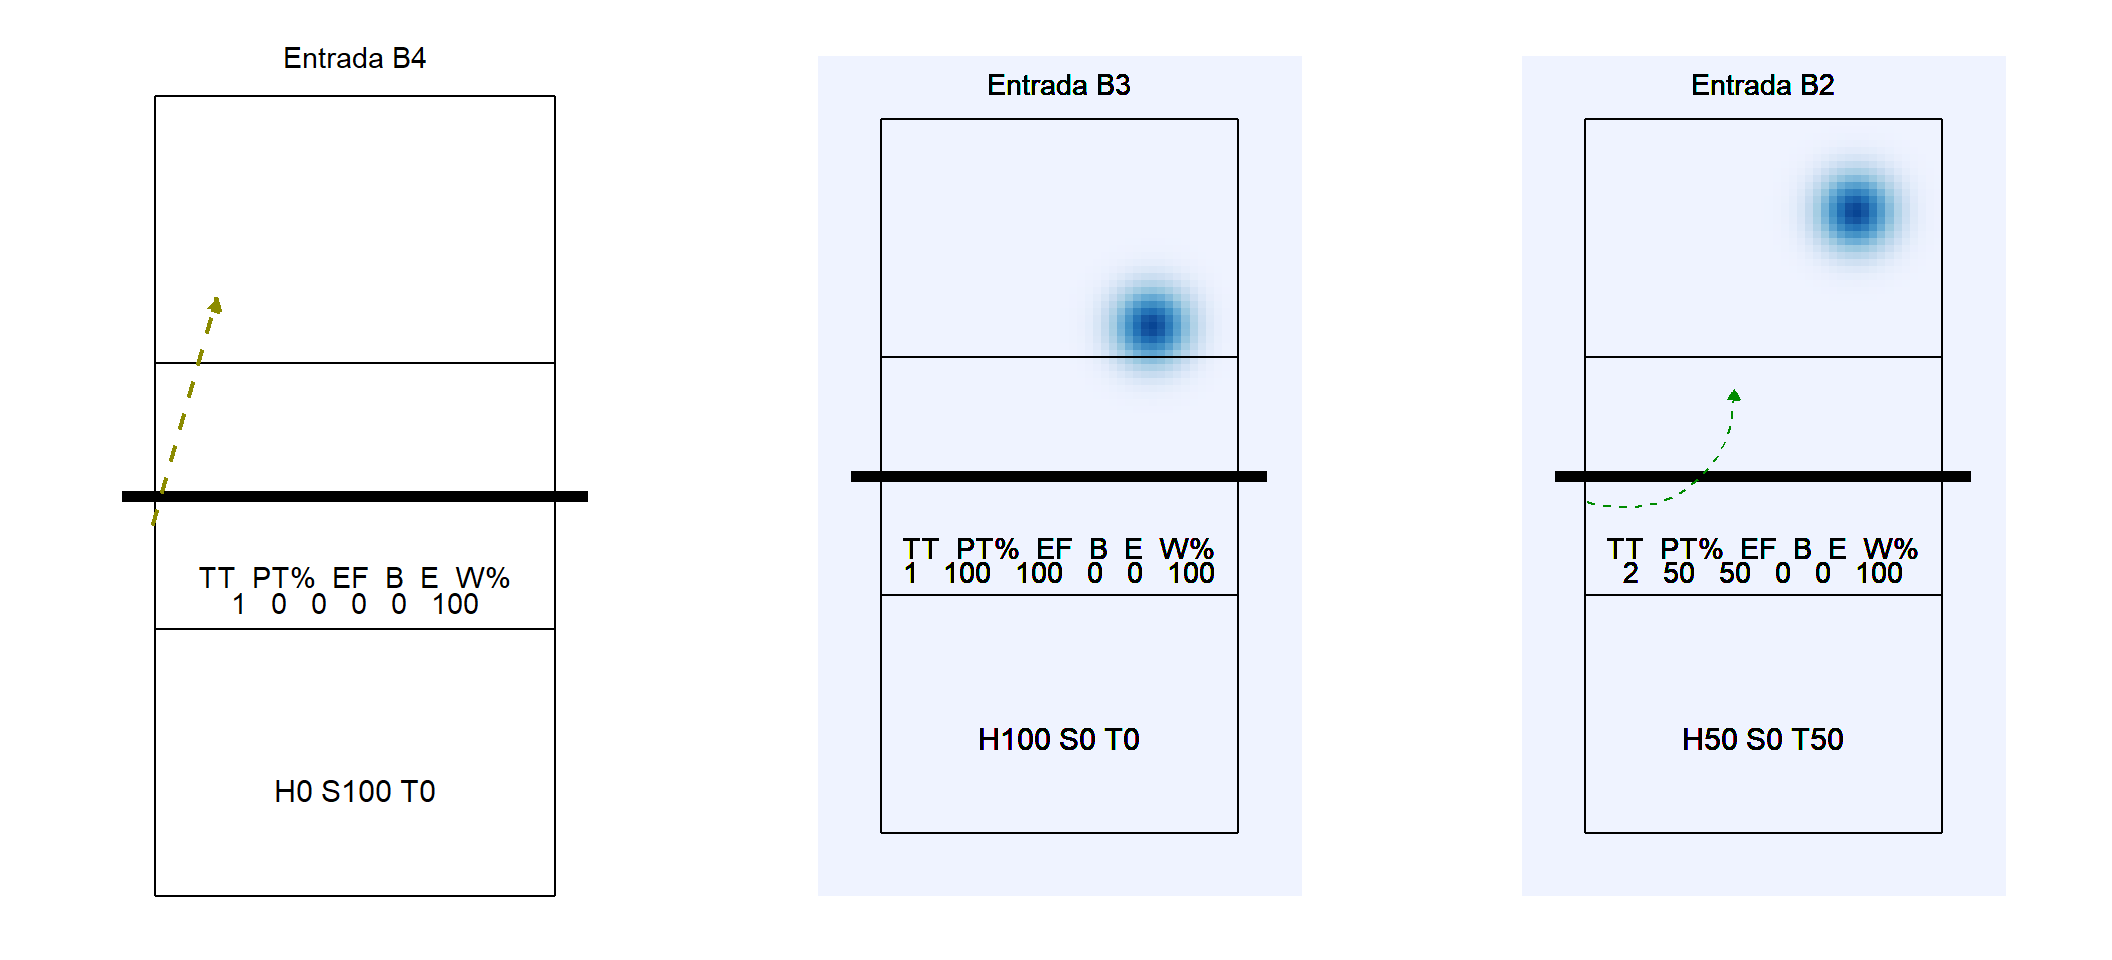 Entrada B4
TT PT% EF B E W%
1 0 0 0 0 100
H0 S100 T0
Entrada B3
TT PT% EF B E W%
1 100 100 0 0 100
H100 S0 T0
Entrada B2
TT PT% EF B E W%
2 50 50 0 0 100
H50 S0 T50